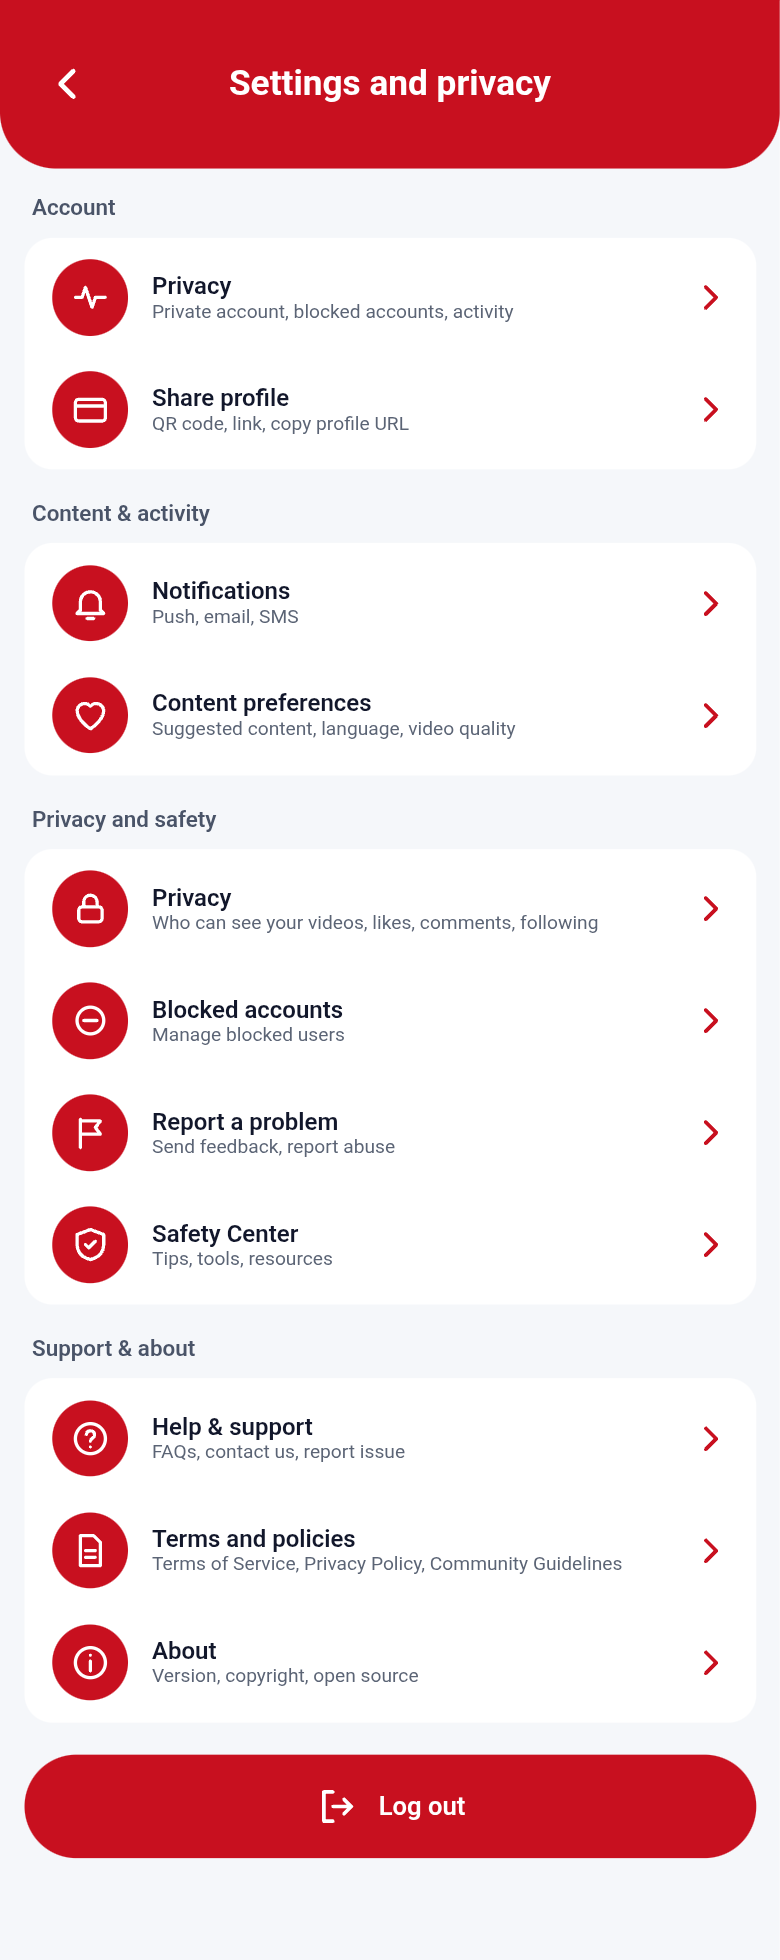 Settings and privacy
Account
Privacy
Private account, blocked accounts, activity
Share profile
QR code, link, copy profile URL
Content & activity
Notifications
Push, email, SMS
Content preferences
Suggested content, language, video quality
Privacy and safety
Privacy
Who can see your videos, likes, comments, following
Blocked accounts
Manage blocked users
Report a problem
Send feedback, report abuse
Safety Center
Tips, tools, resources
Support & about
Help & support
FAQs, contact us, report issue
Terms and policies
Terms of Service, Privacy Policy, Community Guidelines
About
Version, copyright, open source
Log out